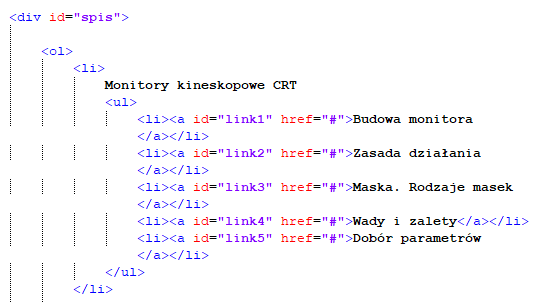 <div id="spis">
<ol>
<li>
Monitory kineskopowe CRT
<ul>
<li><a id="link1" href="#">Budowa monitora
</a></li>
<li><a id="link2" href="#">Zasada działania
</a></li>
<li><a id="link3" href="#">Maska. Rodzaje masek
</a></li>
<li><a id="link4" href="#">Wady i zalety</a></li>
<li><a id="link5" href="#">Dobór parametrów
</a></li>
</ul>
</li>